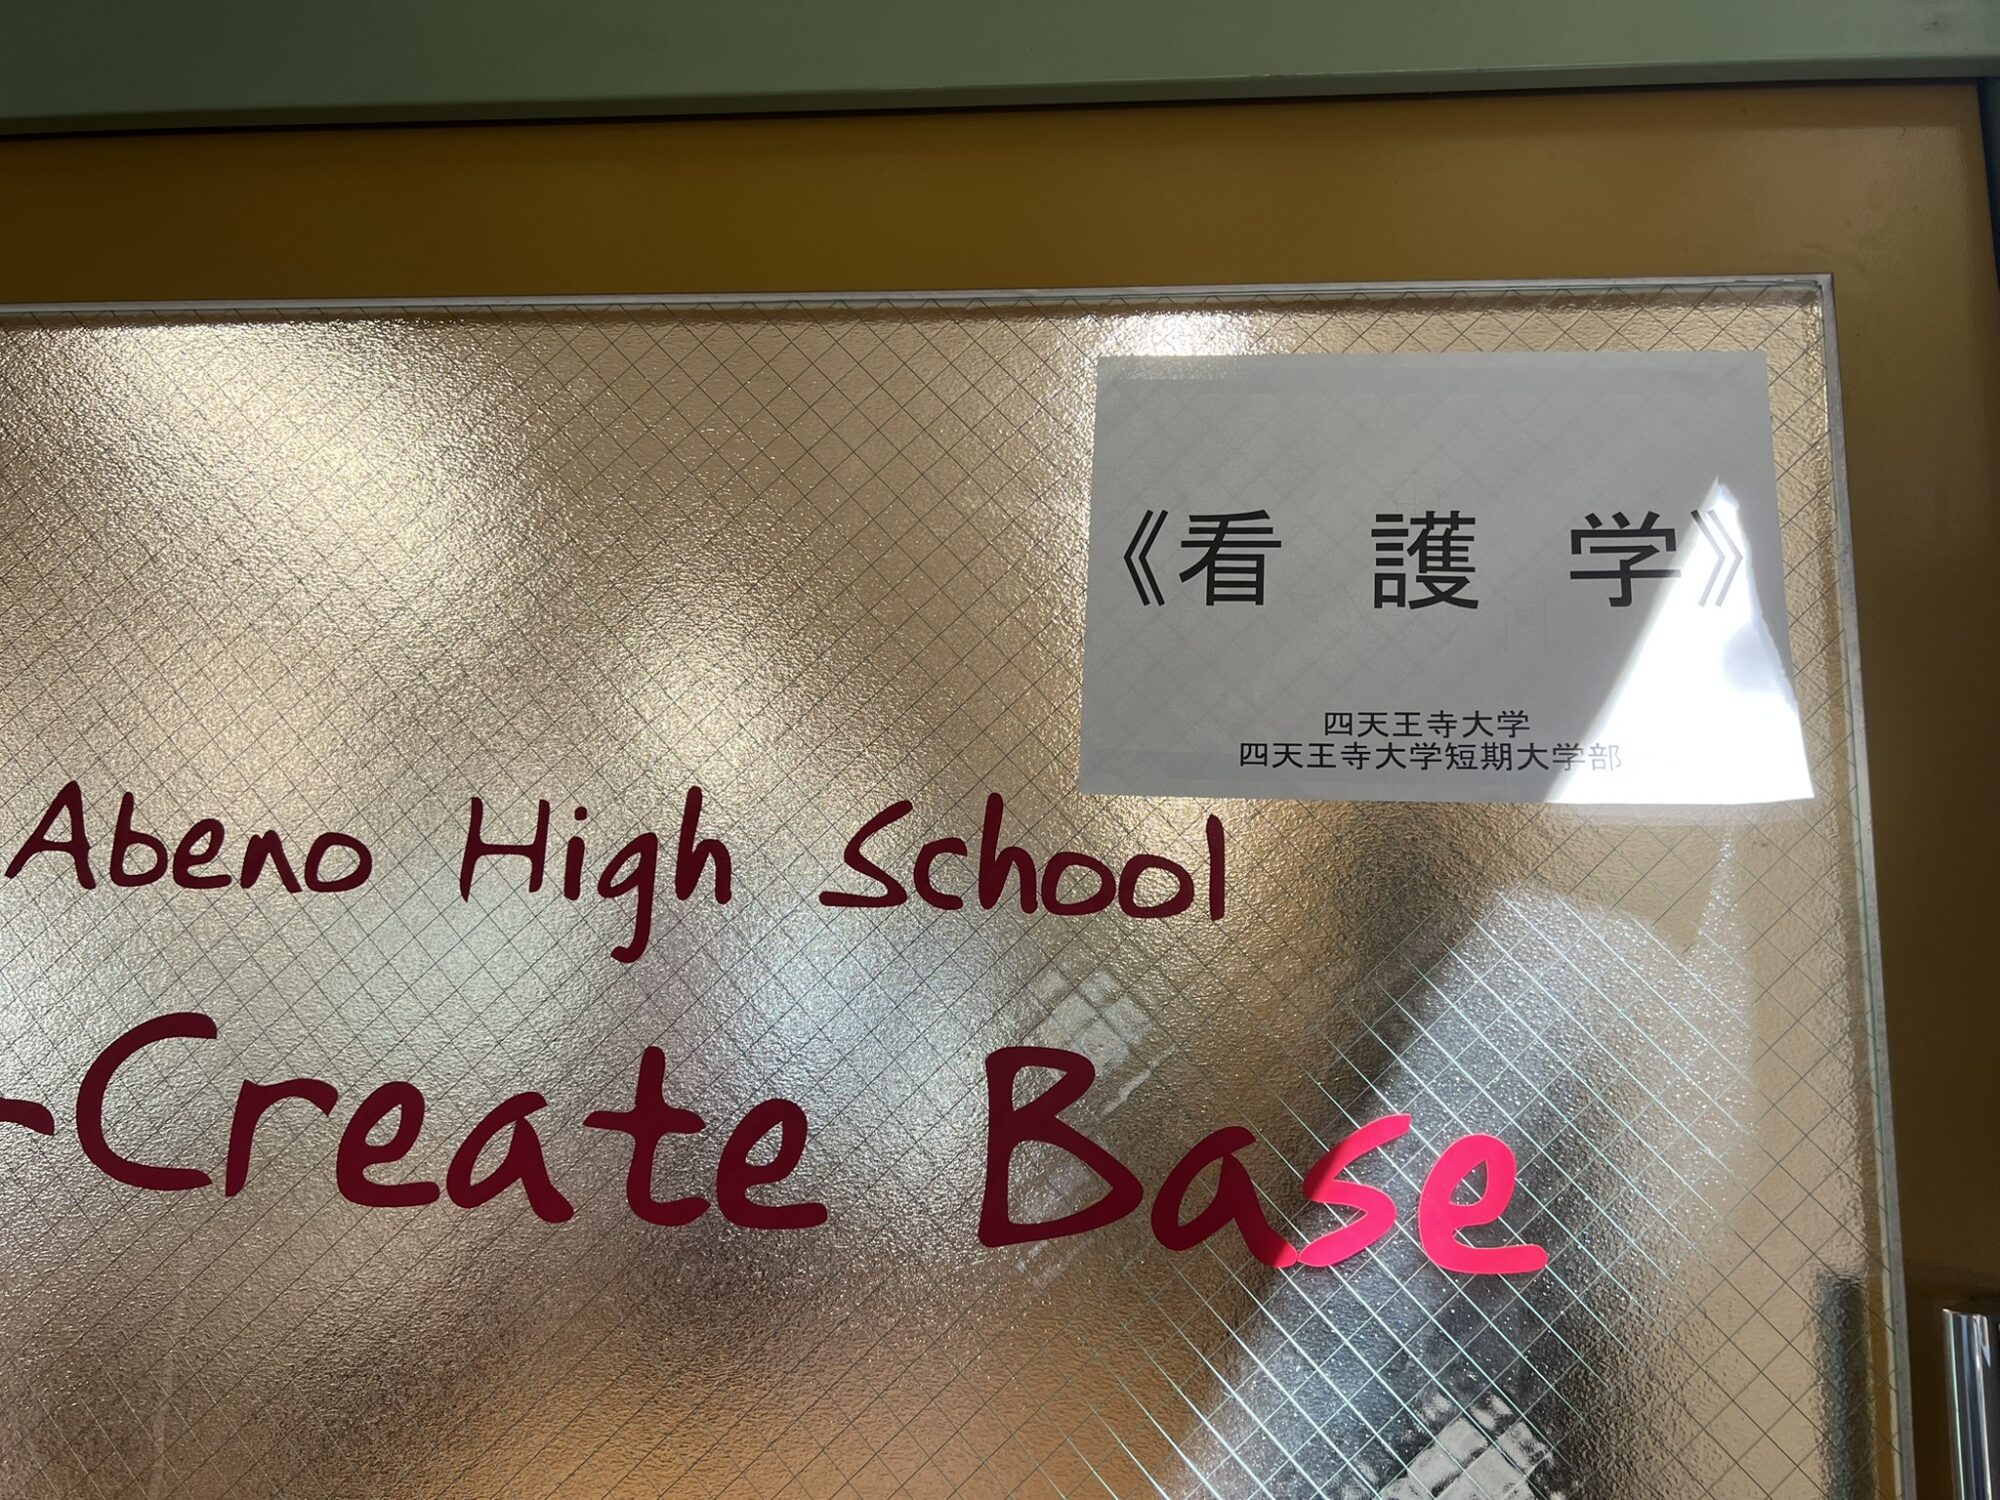 《看　護　学》
四天王寺大学
四天王寺大学短期大学部
Abeno High School
-Create Base